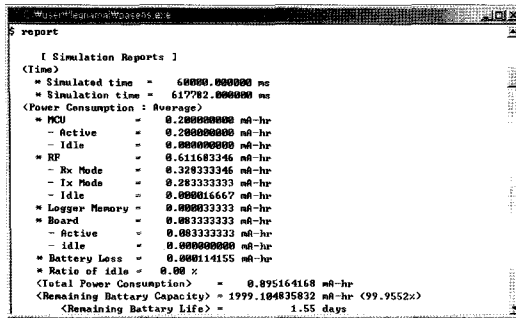 $ report
[ Simulation Reports ]
<Time>
* Simulated time = 60000.000000 ms
* Simulation time = 617782.000000 ms
<Power Consumption : Average>
* MCU = 0.200000000 mA-hr
- Active = 0.200000000 mA-hr
- Idle = 0.000000000 mA-hr
* RF = 0.611683346 mA-hr
- Rx Mode = 0.328333346 mA-hr
- Tx Mode = 0.283333333 mA-hr
- Idle = 0.000016667 mA-hr
* Logger Memory = 0.000033333 mA-hr
* Board = 0.083333333 mA-hr
- Active = 0.083333333 mA-hr
- idle = 0.000000000 mA-hr
* Battery Loss = 0.000114155 mA-hr
* Ratio of idle = 0.00 %
<Total Power Consumption> = 0.895164168 mA-hr
<Remaining Battary Capacity> = 1999.104835832 mA-hr (99.9552%)
<Remaining Battary Life> = 1.55 days